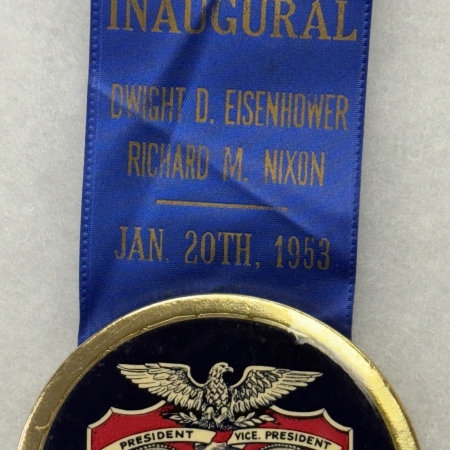 INAUGURAL
DWIGHT D. EISENHOWER
RICHARD M. NIXON
JAN. 20TH, 1953
PRESIDENT VICE. PRESIDENT